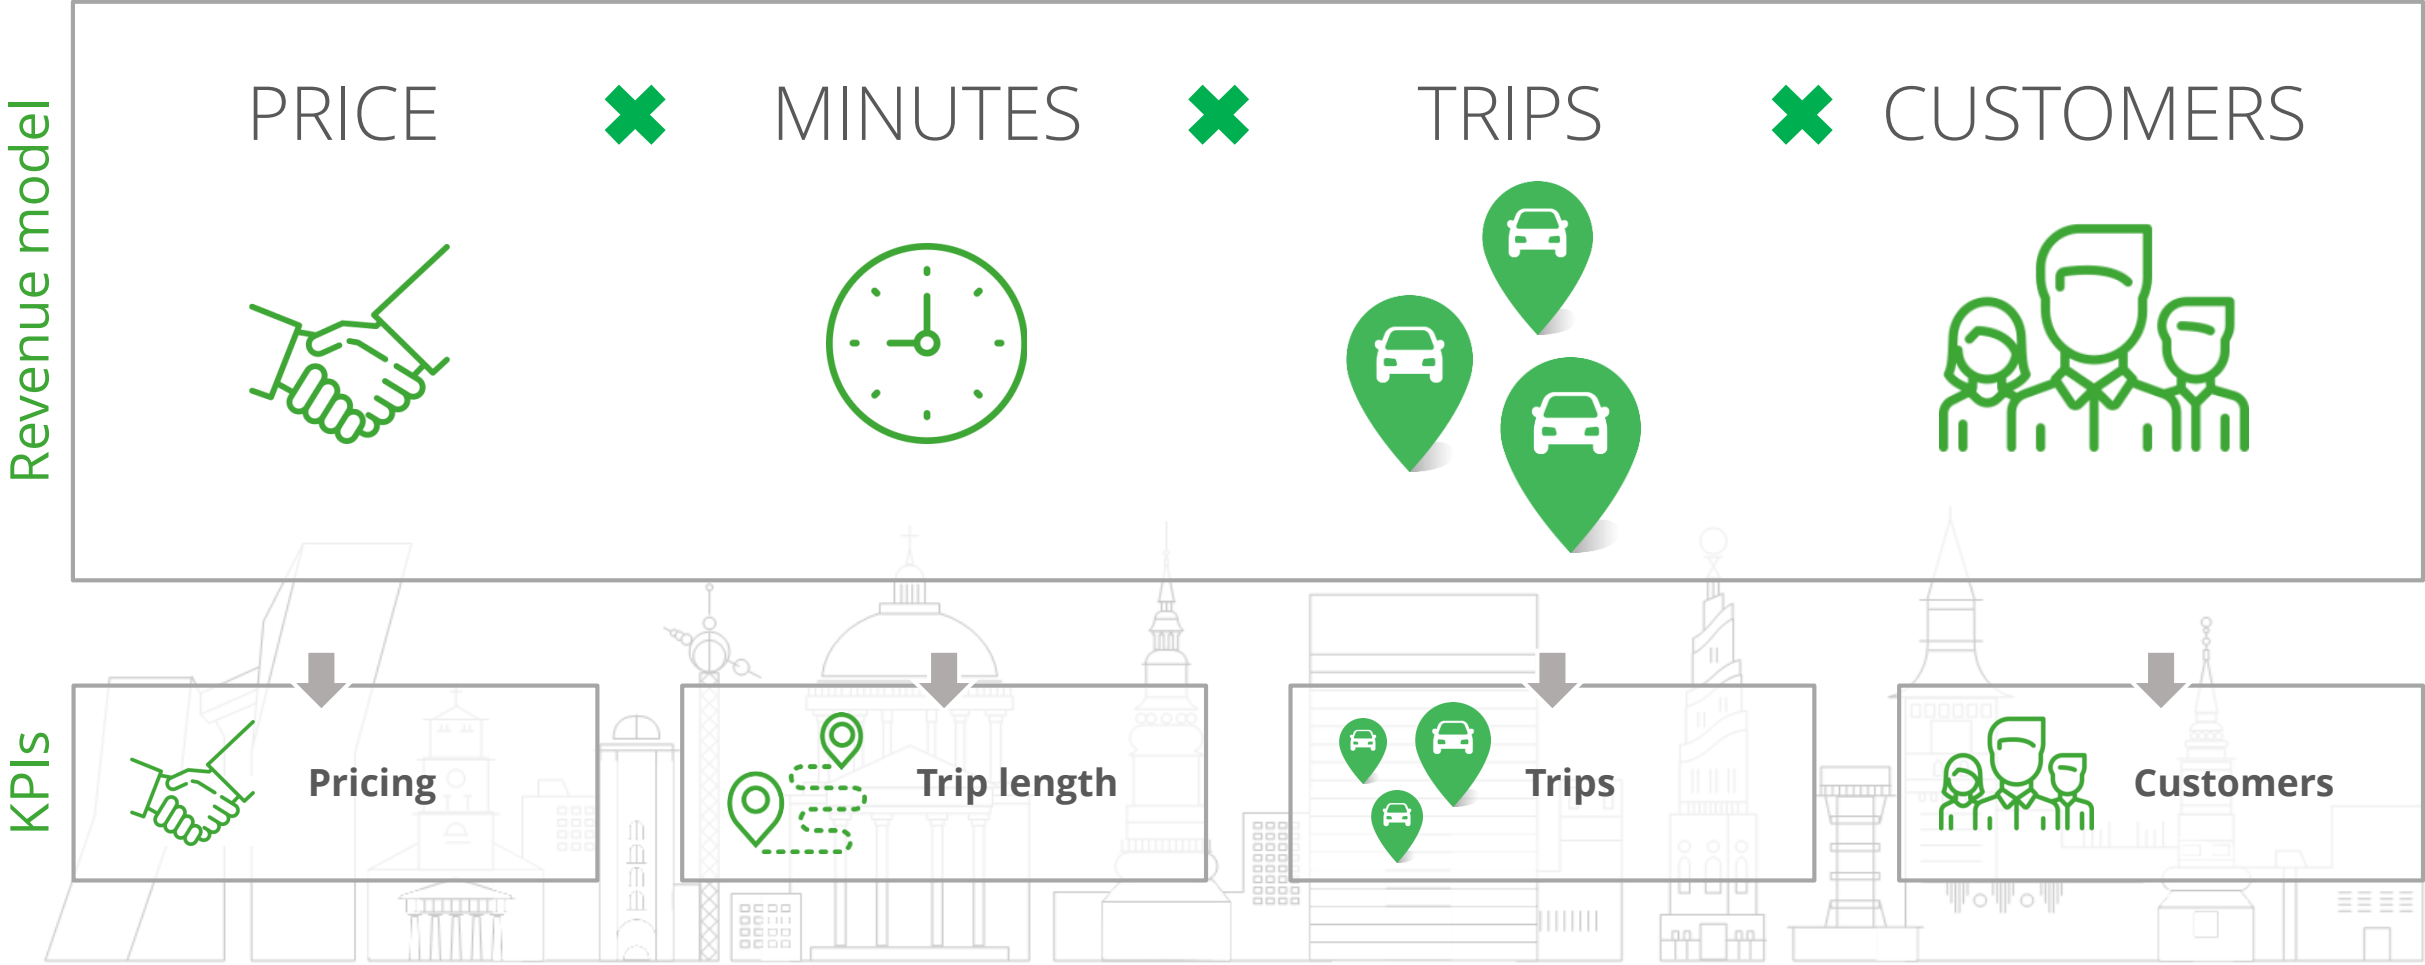 Revenue model
PRICE ✖ MINUTES ✖ TRIPS ✖ CUSTOMERS
KPIs
Pricing
Trip length
Trips
Customers